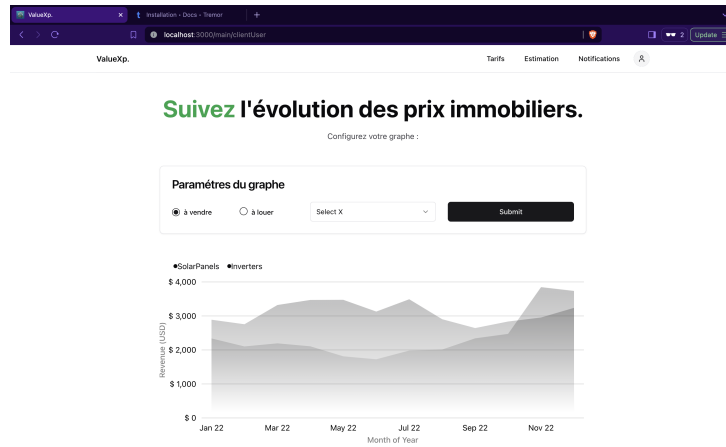 ValueXp.
Installation • Docs - Tremor
localhost:3000/main/clientUser
2
Update
ValueXp.
Tarifs Estimation Notifications
Suivez l'évolution des prix immobiliers.
Configurez votre graphe :
Paramétres du graphe
à vendre à louer Select X Submit
SolarPanels Inverters
$ 4,000
$ 3,000
$ 2,000
$ 1,000
$ 0
Revenue (USD)
Jan 22 Mar 22 May 22 Jul 22 Sep 22 Nov 22
Month of Year